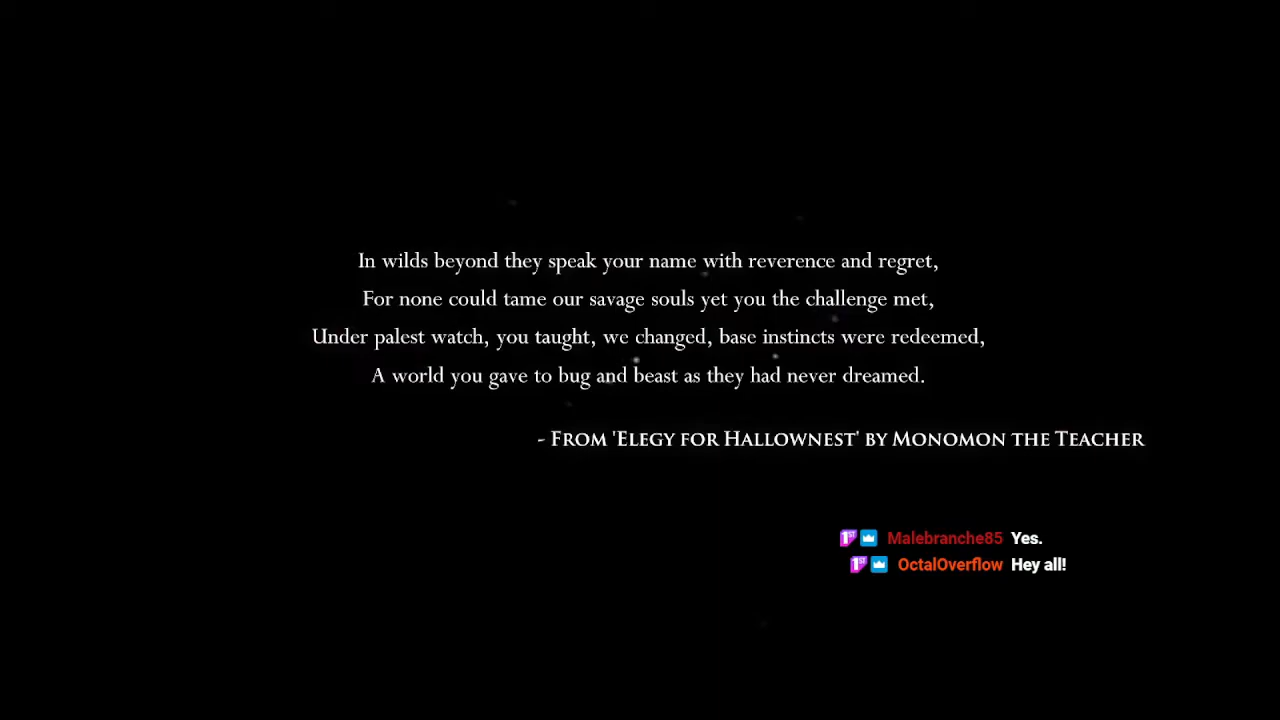 In wilds beyond they speak your name with reverence and regret,
For none could tame our savage souls yet you the challenge met,
Under palest watch, you taught, we changed, base instincts were redeemed,
A world you gave to bug and beast as they had never dreamed.
- From 'Elegy for Hallownest' by Monomon the Teacher
1ST Malebranche85 Yes.
1ST OctalOverflow Hey all!